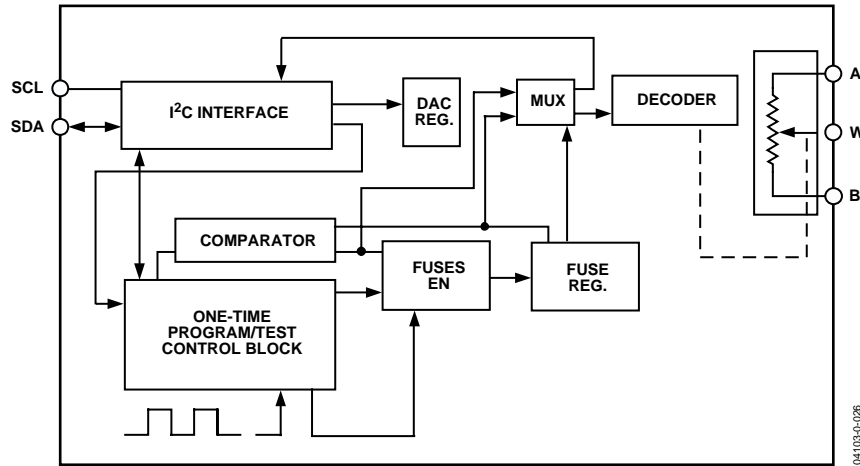 SCL
SDA
I²C INTERFACE
DAC
REG.
MUX
DECODER
A
W
B
COMPARATOR
FUSES
EN
FUSE
REG.
ONE-TIME
PROGRAM/TEST
CONTROL BLOCK
04103-0-026